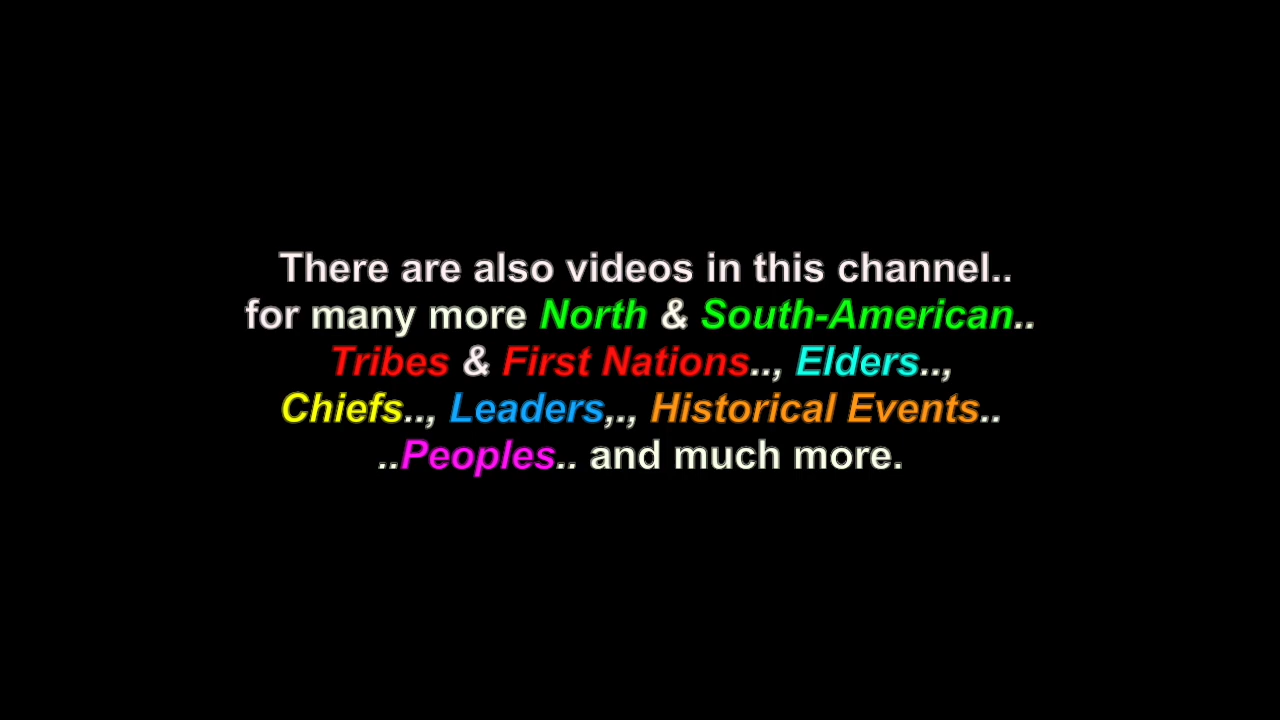 There are also videos in this channel..
for many more North & South-American..
Tribes & First Nations.., Elders..,
Chiefs.., Leaders,., Historical Events..
..Peoples.. and much more.